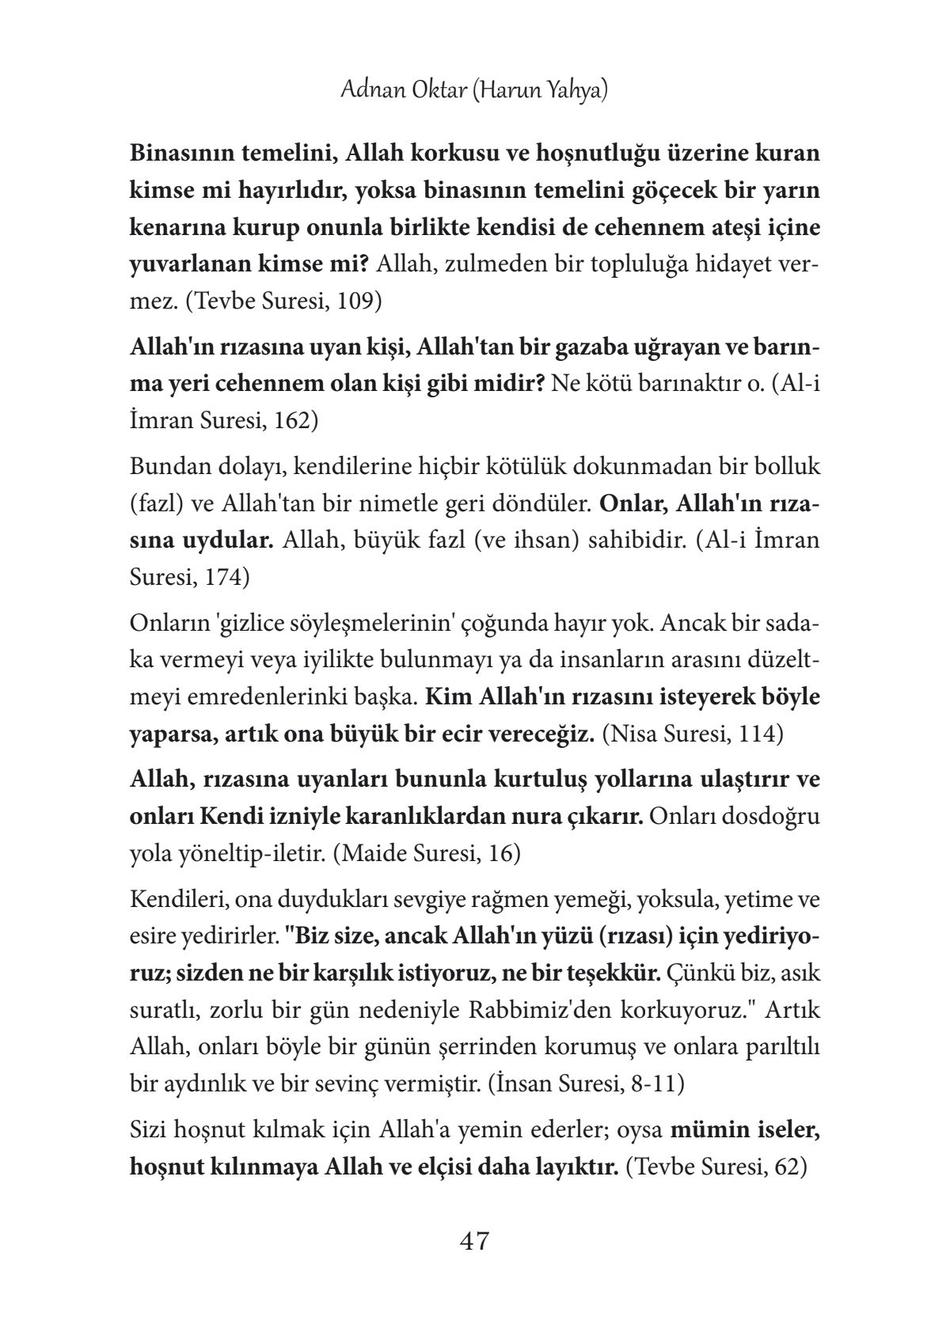 Adnan Oktar (Harun Yahya)
Binasının temelini, Allah korkusu ve hoşnutluğu üzerine kuran
kimse mi hayırlıdır, yoksa binasının temelini göçecek bir yarın
kenarına kurup onunla birlikte kendisi de cehennem ateşi içine
yuvarlanan kimse mi? Allah, zulmeden bir topluluğa hidayet ver-
mez. (Tevbe Suresi, 109)
Allah'ın rızasına uyan kişi, Allah'tan bir gazaba uğrayan ve barın-
ma yeri cehennem olan kişi gibi midir? Ne kötü barınaktır o. (Al-i
İmran Suresi, 162)
Bundan dolayı, kendilerine hiçbir kötülük dokunmadan bir bolluk
(fazl) ve Allah'tan bir nimetle geri döndüler. Onlar, Allah'ın rıza-
sına uydular. Allah, büyük fazl (ve ihsan) sahibidir. (Al-i İmran
Suresi, 174)
Onların 'gizlice söyleşmelerinin' çoğunda hayır yok. Ancak bir sada-
ka vermeyi veya iyilikte bulunmayı ya da insanların arasını düzelt-
meyi emredenlerinki başka. Kim Allah'ın rızasını isteyerek böyle
yaparsa, artık ona büyük bir ecir vereceğiz. (Nisa Suresi, 114)
Allah, rızasına uyanları bununla kurtuluş yollarına ulaştırır ve
onları Kendi izniyle karanlıklardan nura çıkarır. Onları dosdoğru
yola yöneltip-iletir. (Maide Suresi, 16)
Kendileri, ona duydukları sevgiye rağmen yemeği, yoksula, yetime ve
esire yedirirler. "Biz size, ancak Allah'ın yüzü (rızası) için yediriyo-
ruz; sizden ne bir karşılık istiyoruz, ne bir teşekkür. Çünkü biz, asık
suratlı, zorlu bir gün nedeniyle Rabbimiz'den korkuyoruz." Artık
Allah, onları böyle bir günün şerrinden korumuş ve onlara parıltılı
bir aydınlık ve bir sevinç vermiştir. (İnsan Suresi, 8-11)
Sizi hoşnut kılmak için Allah'a yemin ederler; oysa mümin iseler,
hoşnut kılınmaya Allah ve elçisi daha layıktır. (Tevbe Suresi, 62)
47